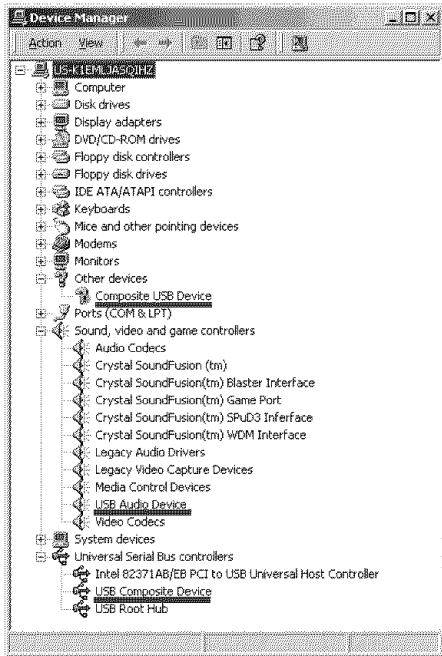 Device Manager
Action View
US-K1EMLJASQIHZ
Computer
Disk drives
Display adapters
DVD/CD-ROM drives
Floppy disk controllers
Floppy disk drives
IDE ATA/ATAPI controllers
Keyboards
Mice and other pointing devices
Modems
Monitors
Other devices
Composite USB Device
Ports (COM & LPT)
Sound, video and game controllers
Audio Codecs
Crystal SoundFusion (tm)
Crystal SoundFusion(tm) Blaster Interface
Crystal SoundFusion(tm) Game Port
Crystal SoundFusion(tm) SPuD3 Inferface
Crystal SoundFusion(tm) WDM Interface
Legacy Audio Drivers
Legacy Video Capture Devices
Media Control Devices
USB Audio Device
Video Codecs
System devices
Universal Serial Bus controllers
Intel 82371AB/EB PCI to USB Universal Host Controller
USB Composite Device
USB Root Hub